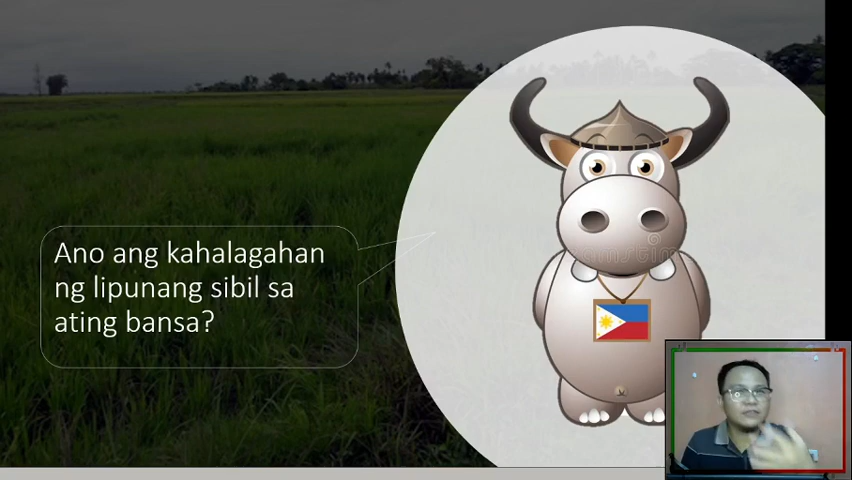 Ano ang kahalagahan
ng lipunang sibil sa
ating bansa?